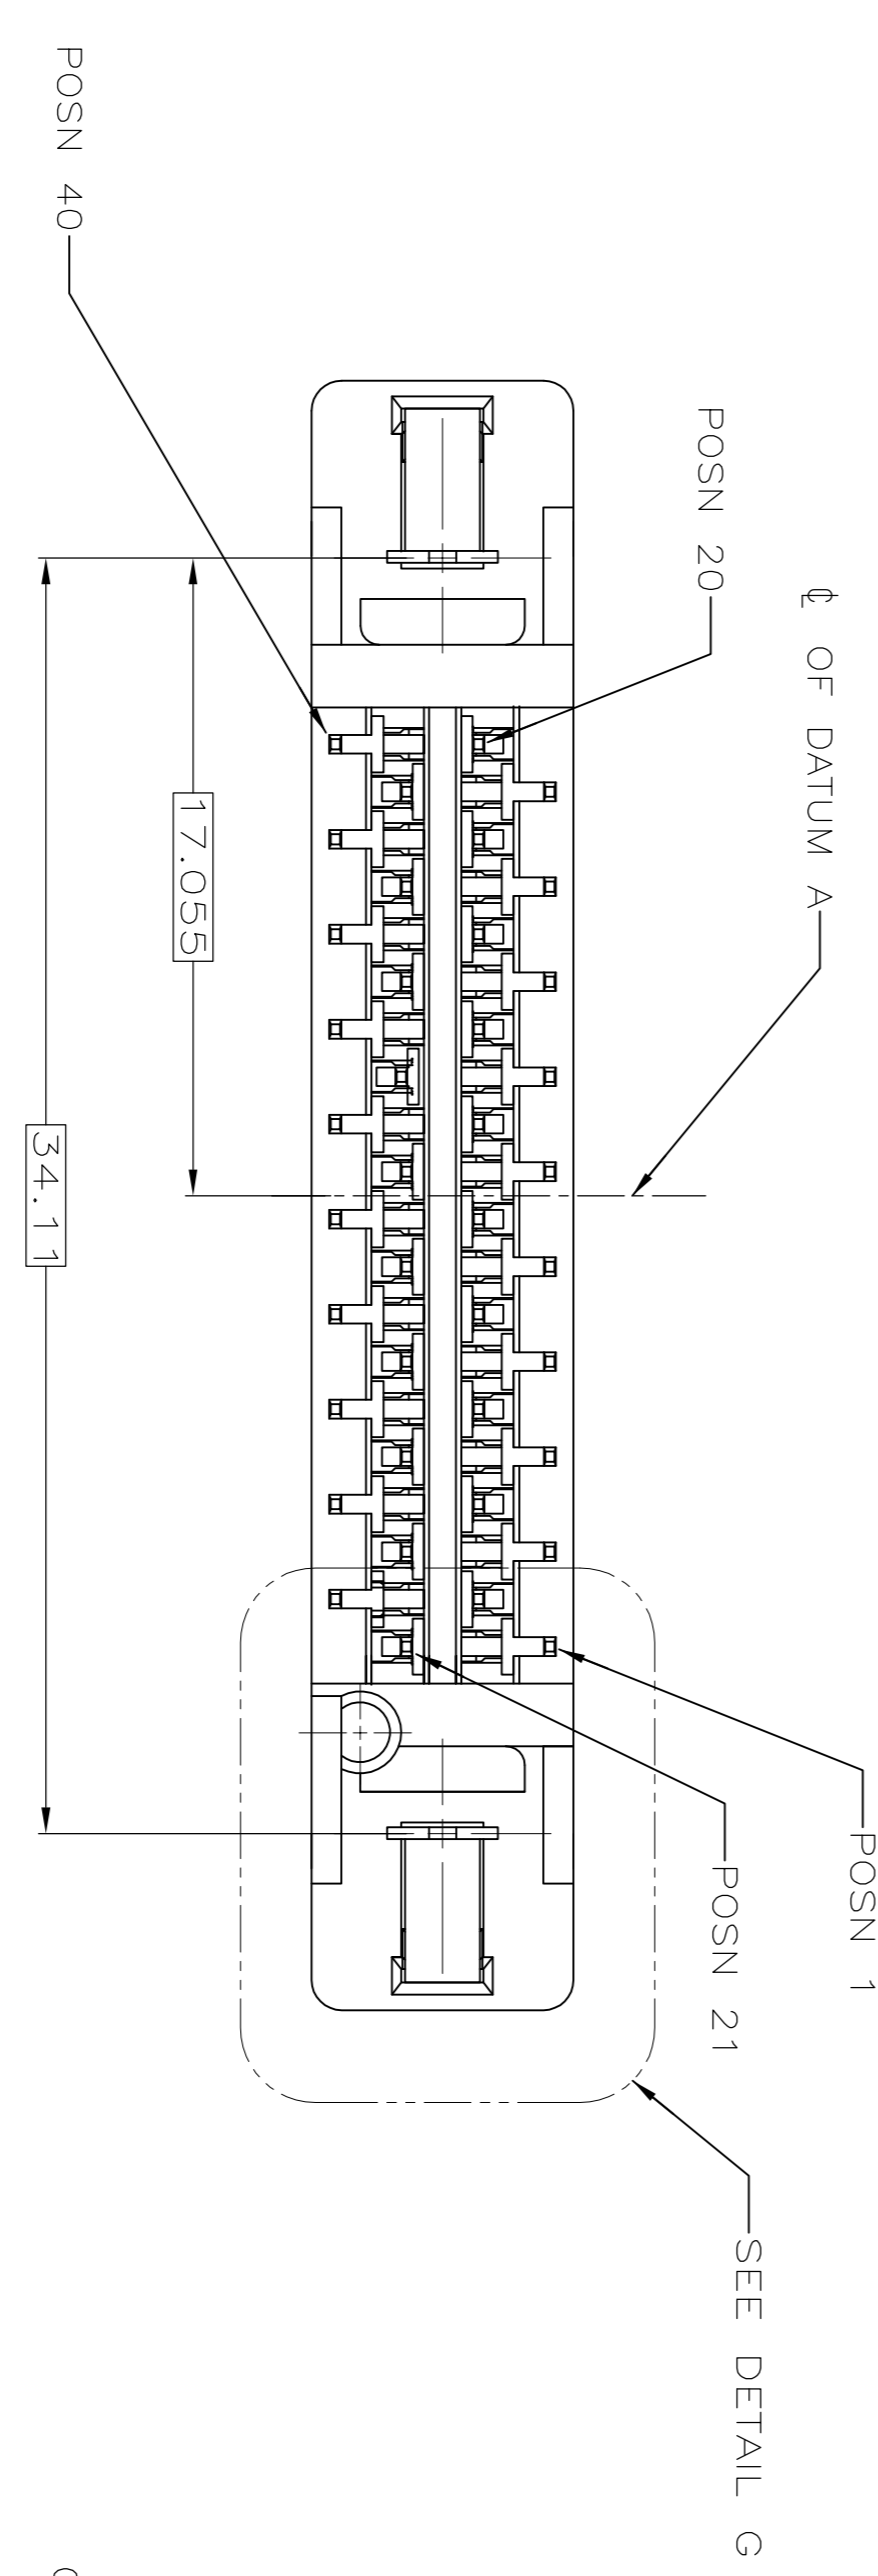 POSN 1
℄ OF DATUM A
SEE DETAIL G
POSN 20
POSN 21
17.055
POSN 40
34.11